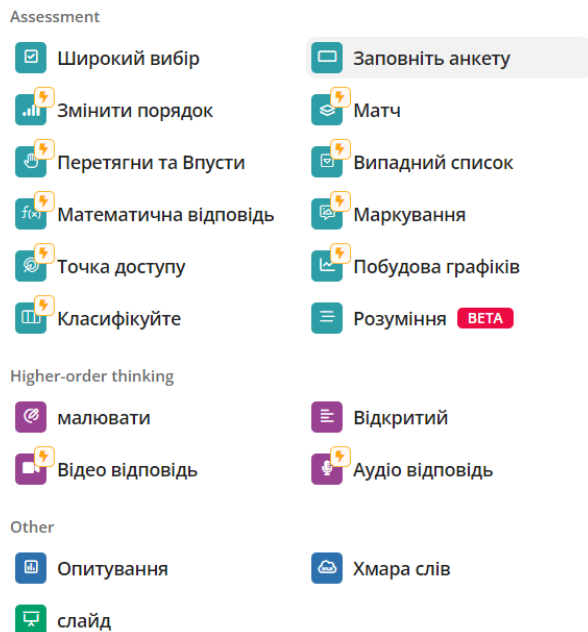 Assessment
Широкий вибір
Заповніть анкету
Змінити порядок
Матч
Перетягни та Впусти
Випадний список
f(x) Математична відповідь
Маркування
Точка доступу
Побудова графіків
Класифікуйте
Розуміння BETA
Higher-order thinking
малювати
Відкритий
Відео відповідь
Аудіо відповідь
Other
Опитування
Хмара слів
слайд